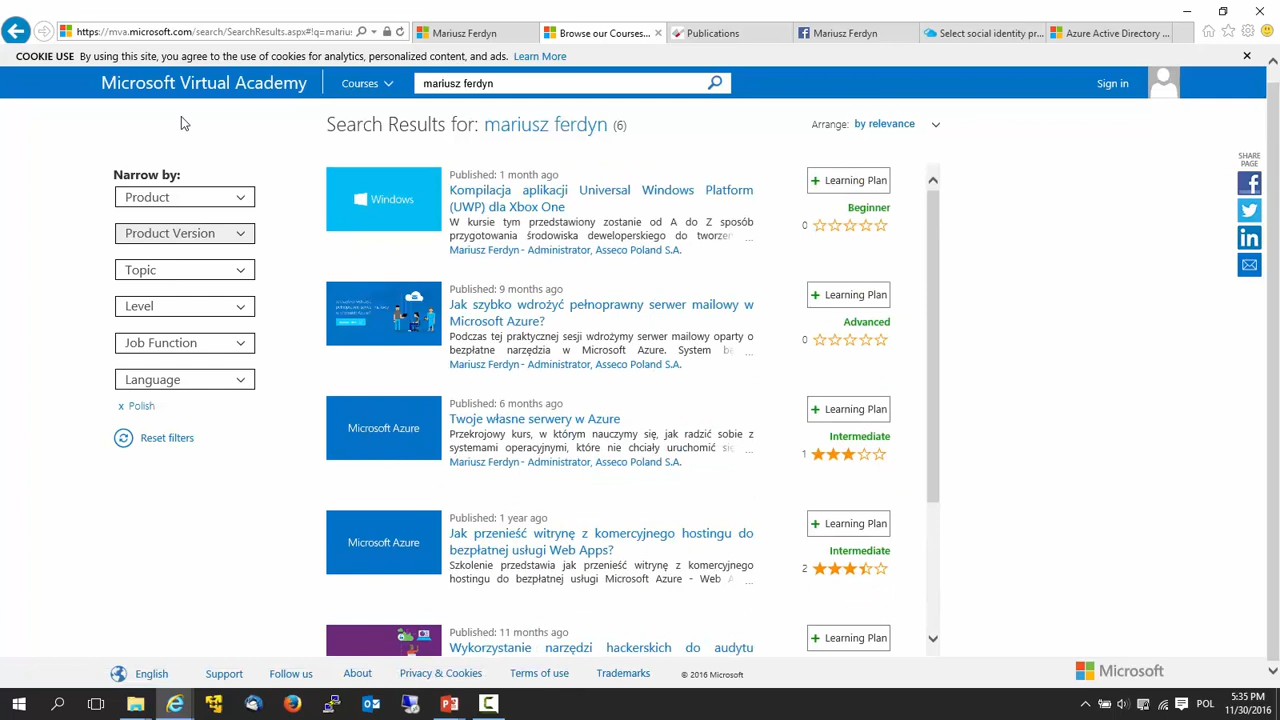 https://mva.microsoft.com/search/SearchResults.aspx#!q=mariu:
Mariusz Ferdyn
Browse our Courses...
Publications
Mariusz Ferdyn
Select social identity pr...
Azure Active Directory ...
COOKIE USE By using this site, you agree to the use of cookies for analytics, personalized content, and ads. Learn More
Microsoft Virtual Academy
Courses
mariusz ferdyn
Sign in
Search Results for: mariusz ferdyn (6)
Arrange: by relevance
SHARE
PAGE
Narrow by:
Product
Product Version
Topic
Level
Job Function
Language
x Polish
Reset filters
Windows
Published: 1 month ago
Kompilacja aplikacji Universal Windows Platform
(UWP) dla Xbox One
W kursie tym przedstawiony zostanie od A do Z sposób
przygotowania środowiska deweloperskiego do tworzen...
Mariusz Ferdyn- Administrator, Asseco Poland S.A.
+ Learning Plan
Beginner
0
Published: 9 months ago
Jak szybko wdrożyć pełnoprawny serwer mailowy w
Microsoft Azure?
Podczas tej praktycznej sesji wdrożymy serwer mailowy oparty o
bezpłatne narzędzia w Microsoft Azure. System bę...
Mariusz Ferdyn- Administrator, Asseco Poland S.A.
+ Learning Plan
Advanced
0
Microsoft Azure
Published: 6 months ago
Twoje własne serwery w Azure
Przekrojowy kurs, w którym nauczymy się, jak radzić sobie z
systemami operacyjnymi, które nie chciały uruchomić się...
Mariusz Ferdyn- Administrator, Asseco Poland S.A.
+ Learning Plan
Intermediate
1
Microsoft Azure
Published: 1 year ago
Jak przenieść witrynę z komercyjnego hostingu do
bezpłatnej usługi Web Apps?
Szkolenie przedstawia jak przenieść witrynę z komercyjnego
hostingu do bezpłatnej usługi Microsoft Azure - Web A...
+ Learning Plan
Intermediate
2
Published: 11 months ago
Wykorzystanie narzędzi hackerskich do audytu
+ Learning Plan
English
Support
Follow us
About
Privacy & Cookies
Terms of use
Trademarks
© 2016 Microsoft
Microsoft
POL
5:35 PM
11/30/2016